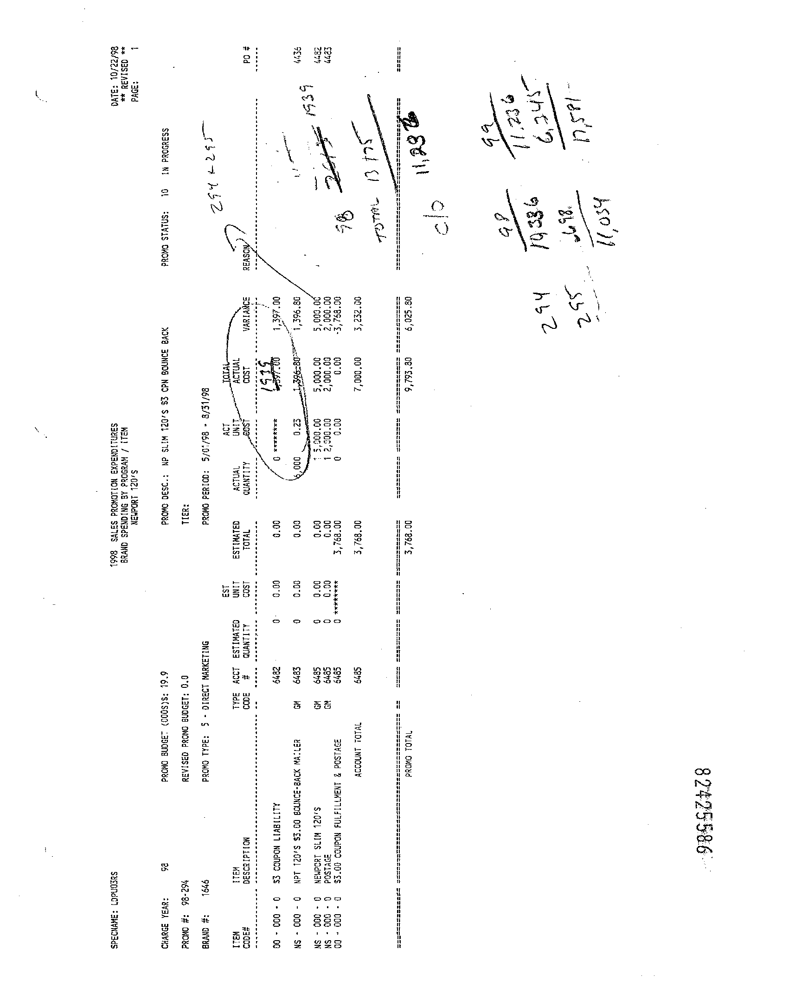 SPECNAME: LDPU03RS 1998 SALES PROMOTION EXPENDITURES DATE: 10/22/98
BRAND SPENDING BY PROGRAM / ITEM ** REVISED **
NEWPORT 120'S PAGE: 1
CHARGE YEAR: 98 PROMO BUDGET (000S)$: 19.9 PROMO DESC.: NP SLIM 120'S $3 CPN BOUNCE BACK PROMO STATUS: 10 IN PROGRESS
PROMO #: 98-294 REVISED PROMO BUDGET: 0.0 TIER:
BRAND #: 1646 PROMO TYPE: 5 - DIRECT MARKETING PROMO PERIOD: 5/01/98 - 8/31/98
294 & 295
EST ACT TOTAL
ITEM ITEM TYPE ACCT ESTIMATED UNIT ESTIMATED ACTUAL UNIT ACTUAL
CODE# DESCRIPTION CODE # QUANTITY COST TOTAL QUANTITY COST COST VARIANCE REASON PO #
1939
00 - 000 - 0 $3 COUPON LIABILITY 6482 0 0.00 0.00 0 ******** 1,397.00 1,397.00
NS - 000 - 0 NPT 120'S $3.00 BOUNCE-BACK MAILER GM 6483 0 0.00 0.00 6,000 0.23 1,396.80 1,396.80 4436
NS - 000 - 0 NEWPORT SLIM 120'S GM 6485 0 0.00 0.00 1 5,000.00 5,000.00 5,000.00 4482
NS - 000 - 0 POSTAGE GM 6485 0 0.00 0.00 1 2,000.00 2,000.00 2,000.00 4483
00 - 000 - 0 $3.00 COUPON FULFILLMENT & POSTAGE 6485 0 ******** 3,768.00 0 0.00 0.00 -3,768.00
98 1939
ACCOUNT TOTAL 6485 3,768.00 7,000.00 3,232.00
TOTAL 13175
PROMO TOTAL 3,768.00 9,793.80 6,025.80
c/o 11,236
98 99
294 19336 11,236
295 6,345
11,034 17,581-
82425586